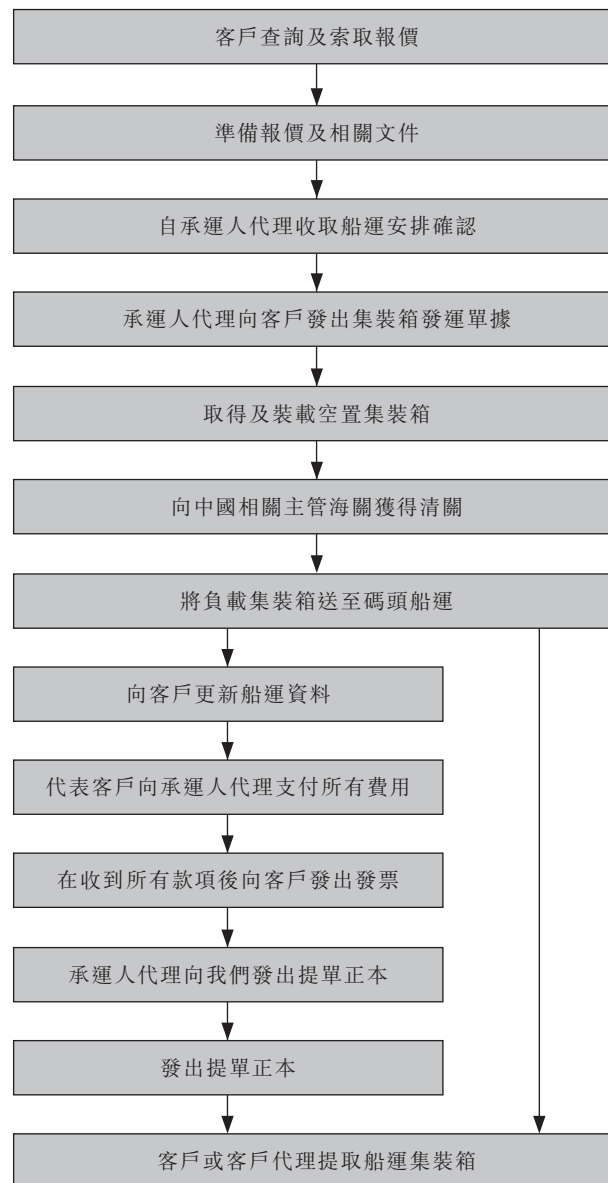 客戶查詢及索取報價
準備報價及相關文件
自承運人代理收取船運安排確認
承運人代理向客戶發出集裝箱發運單據
取得及裝載空置集裝箱
向中國相關主管海關獲得清關
將負載集裝箱送至碼頭船運
向客戶更新船運資料
代表客戶向承運人代理支付所有費用
在收到所有款項後向客戶發出發票
承運人代理向我們發出提單正本
發出提單正本
客戶或客戶代理提取船運集裝箱